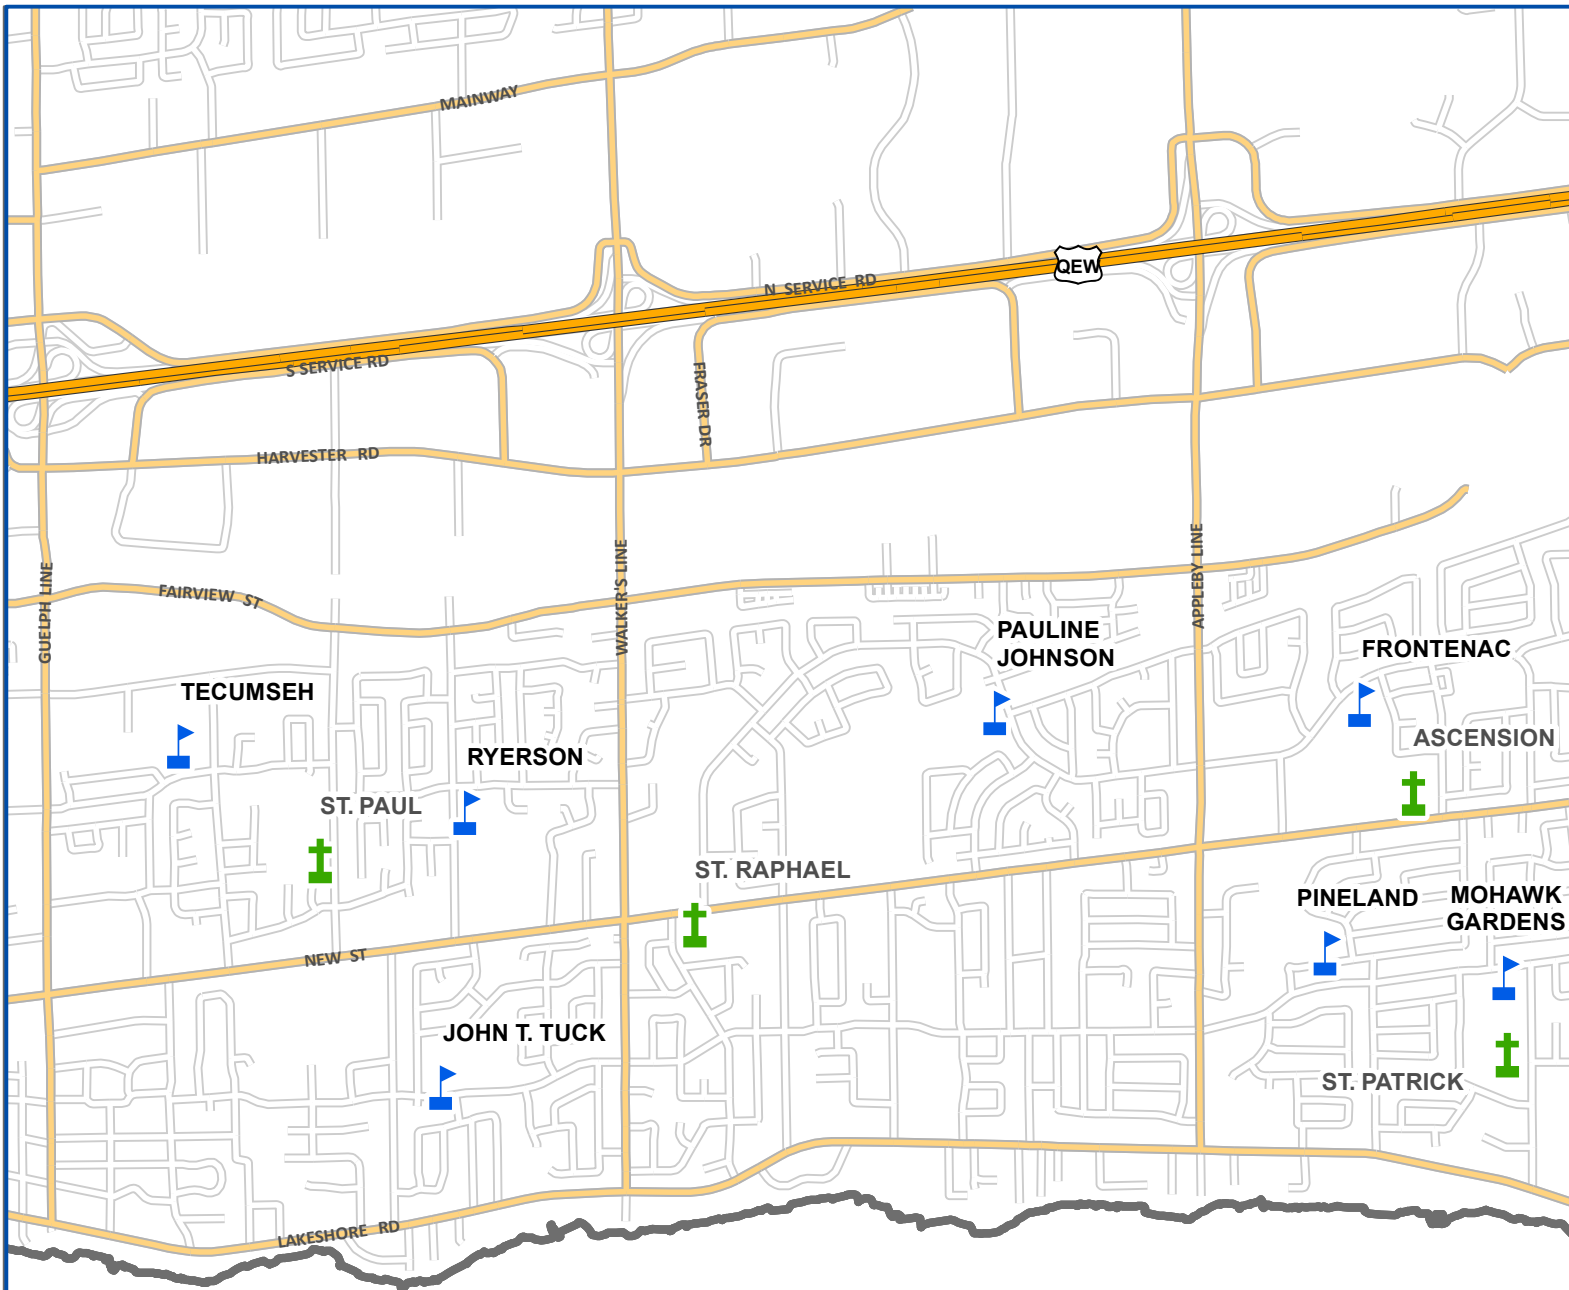 MAINWAY
QEW
N SERVICE RD
S SERVICE RD
FRASER DR
HARVESTER RD
GUELPH LINE
FAIRVIEW ST
WALKER'S LINE
APPLEBY LINE
PAULINE
JOHNSON
FRONTENAC
TECUMSEH
ASCENSION
RYERSON
ST. PAUL
ST. RAPHAEL
PINELAND
MOHAWK
GARDENS
NEW ST
JOHN T. TUCK
ST. PATRICK
LAKESHORE RD